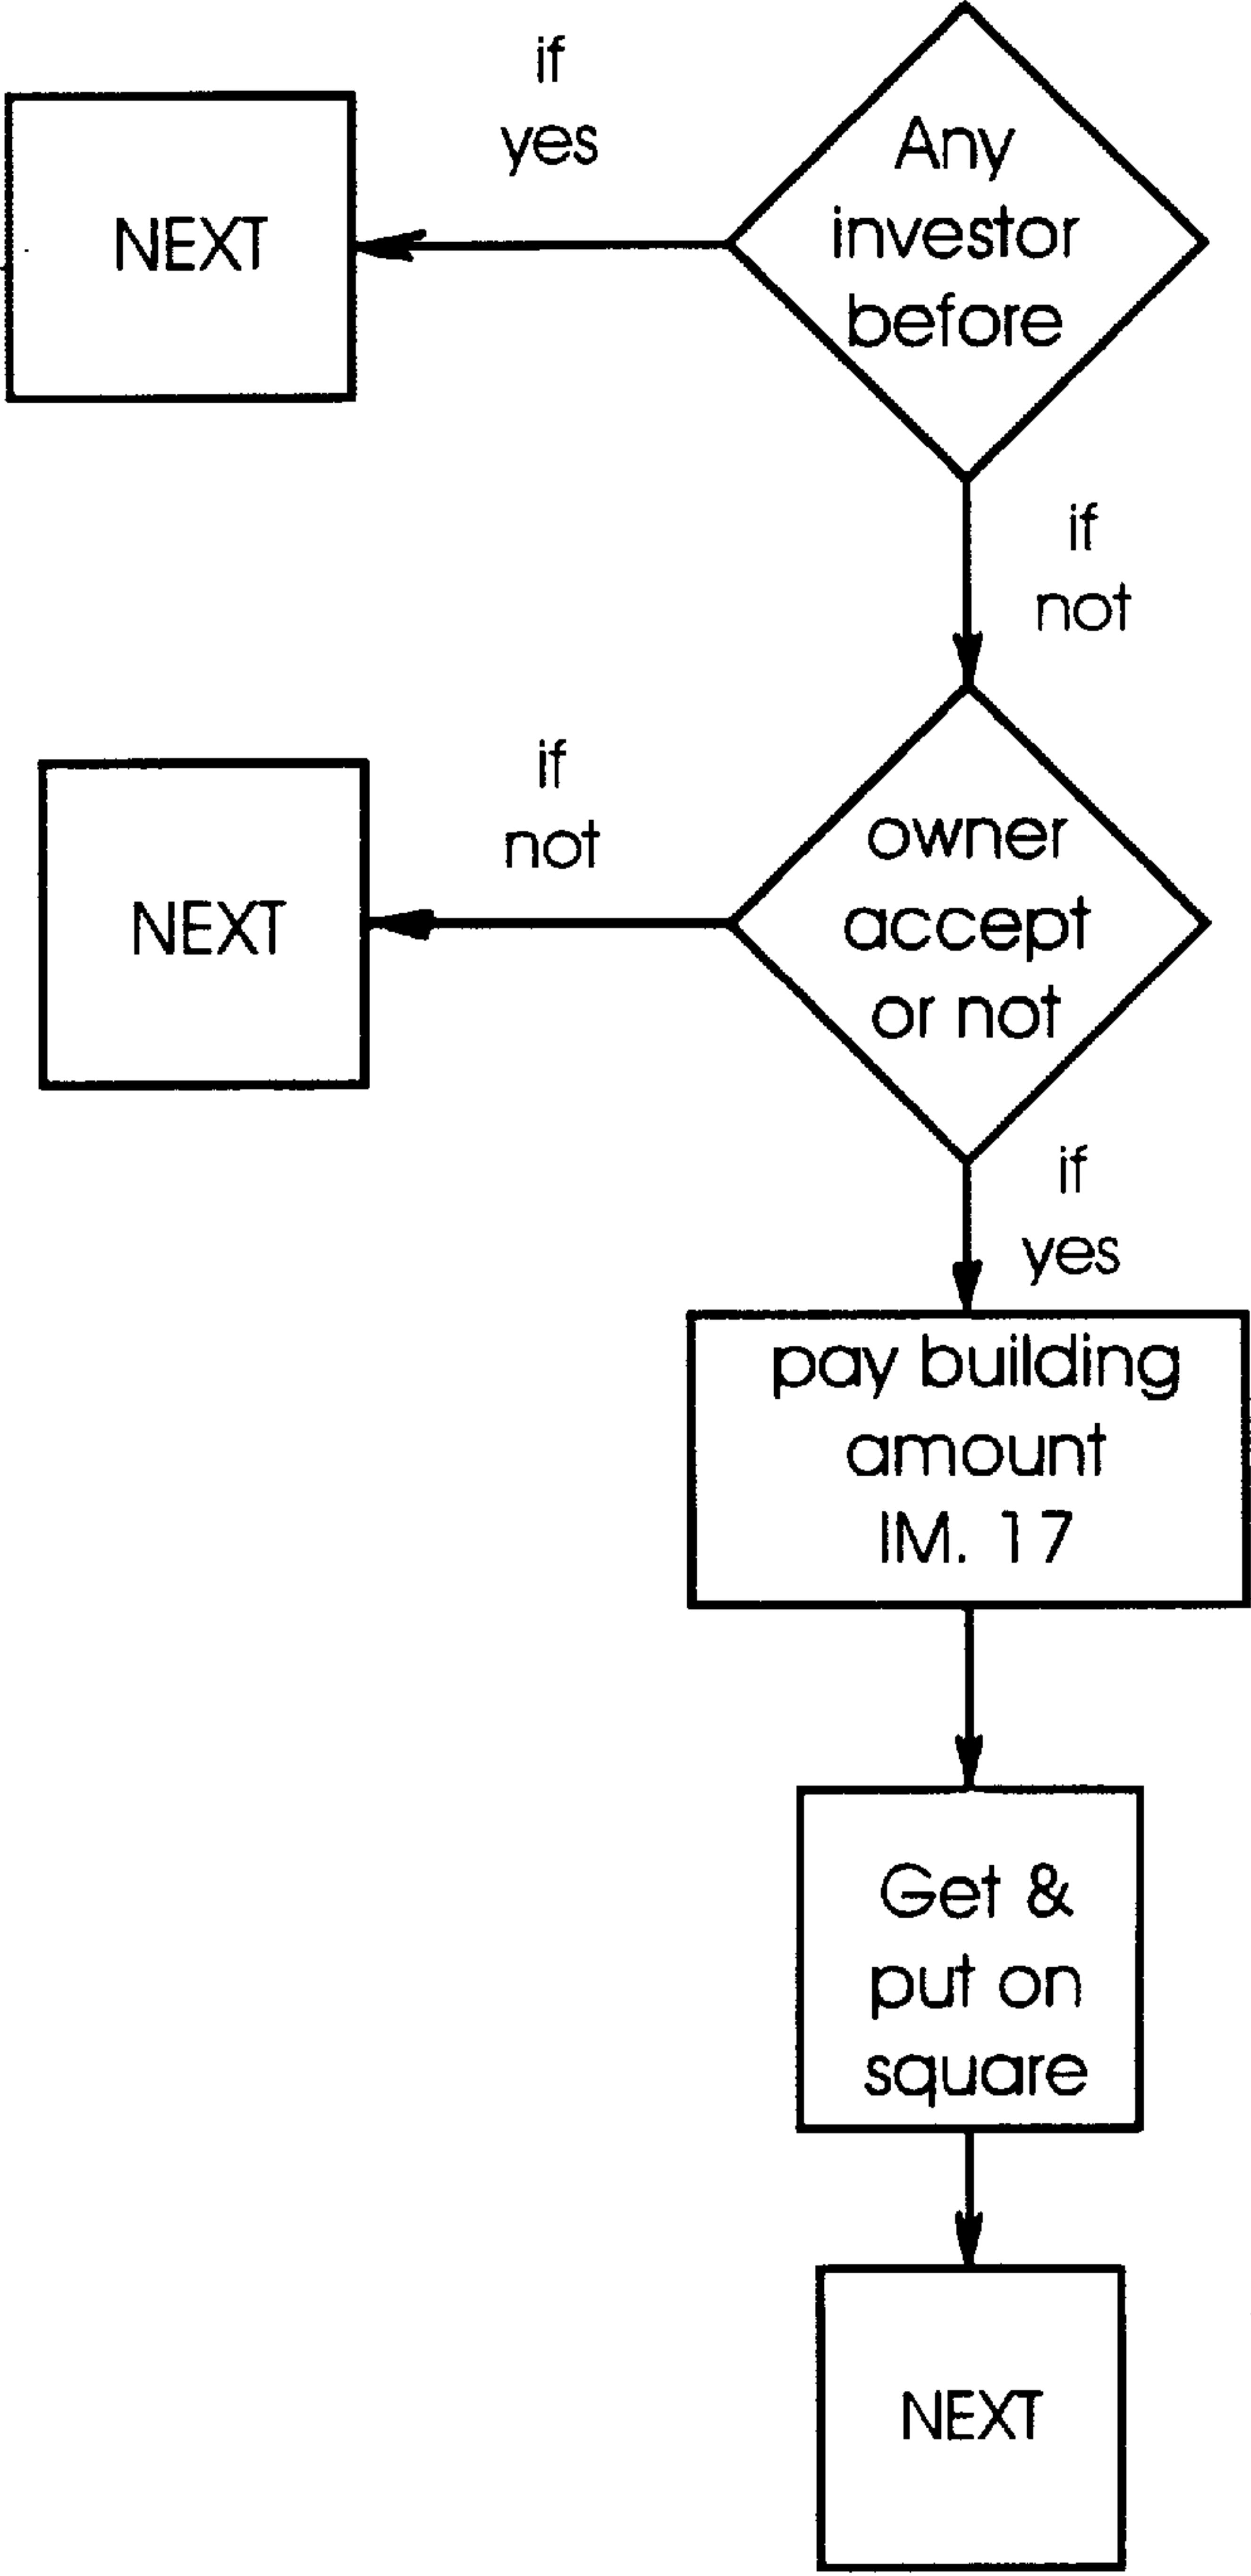 if
yes
Any
investor
before
NEXT
if
not
if
not
owner
accept
or not
NEXT
if
yes
pay building
amount
IM. 17
Get &
put on
square
NEXT